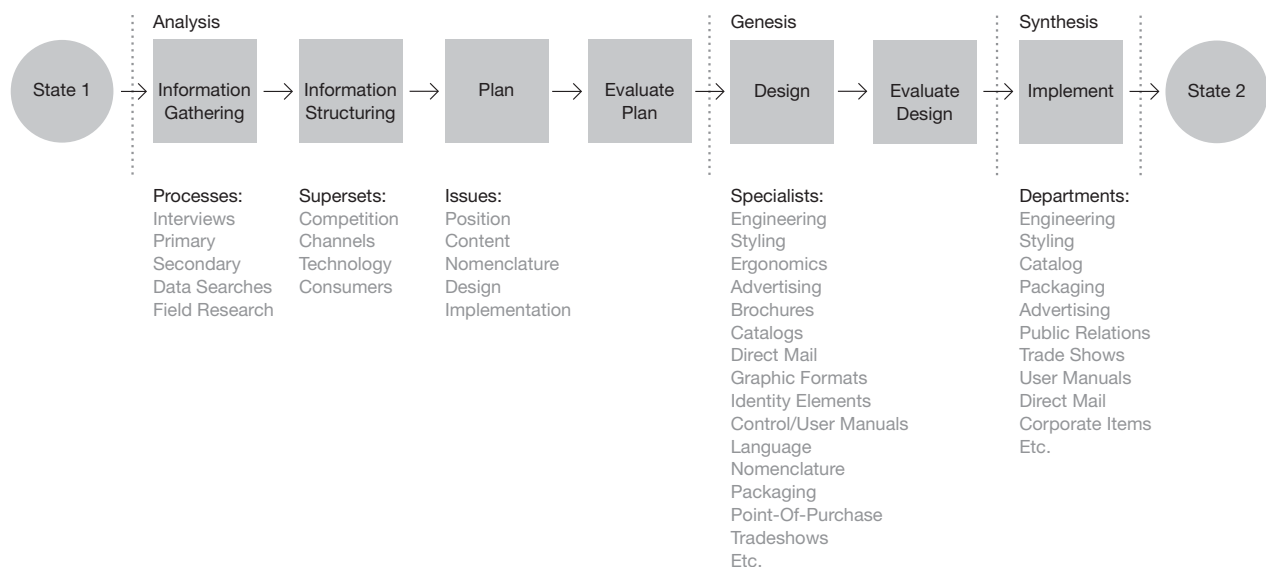 Analysis
Genesis
Synthesis
State 1
Information
Gathering
Information
Structuring
Plan
Evaluate
Plan
Design
Evaluate
Design
Implement
State 2
Processes:
Interviews
Primary
Secondary
Data Searches
Field Research
Supersets:
Competition
Channels
Technology
Consumers
Issues:
Position
Content
Nomenclature
Design
Implementation
Specialists:
Engineering
Styling
Ergonomics
Advertising
Brochures
Catalogs
Direct Mail
Graphic Formats
Identity Elements
Control/User Manuals
Language
Nomenclature
Packaging
Point-Of-Purchase
Tradeshows
Etc.
Departments:
Engineering
Styling
Catalog
Packaging
Advertising
Public Relations
Trade Shows
User Manuals
Direct Mail
Corporate Items
Etc.